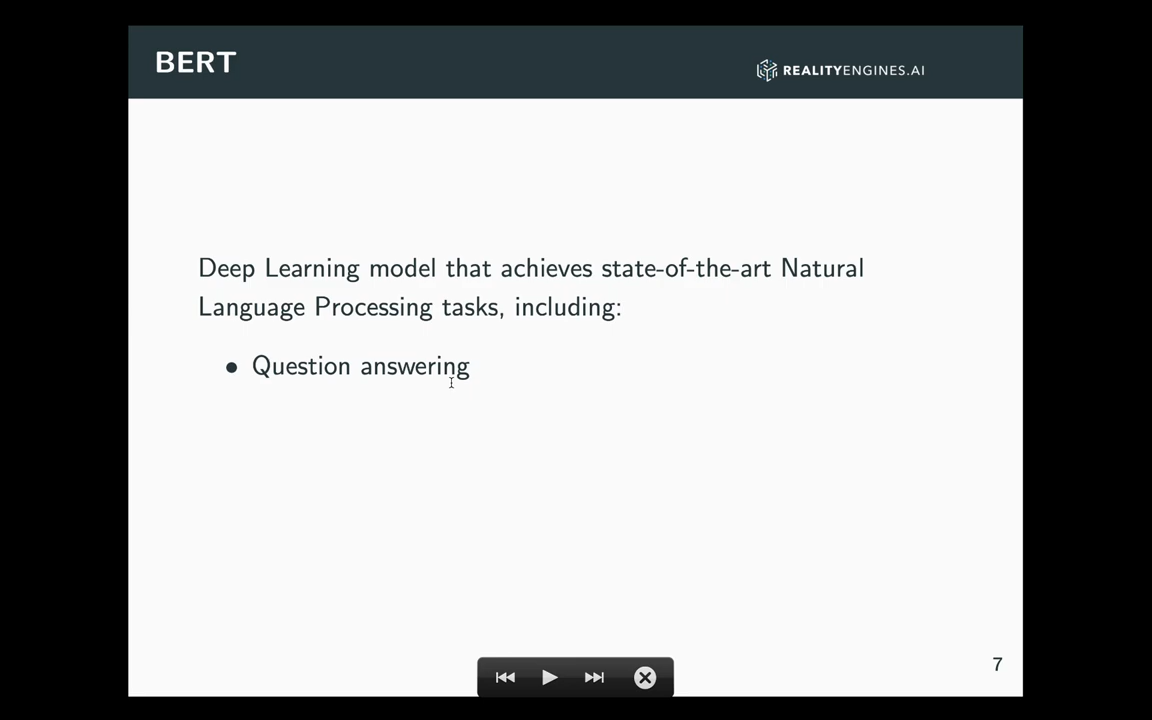 BERT
REALITYENGINES.AI
Deep Learning model that achieves state-of-the-art Natural
Language Processing tasks, including:
• Question answering
7